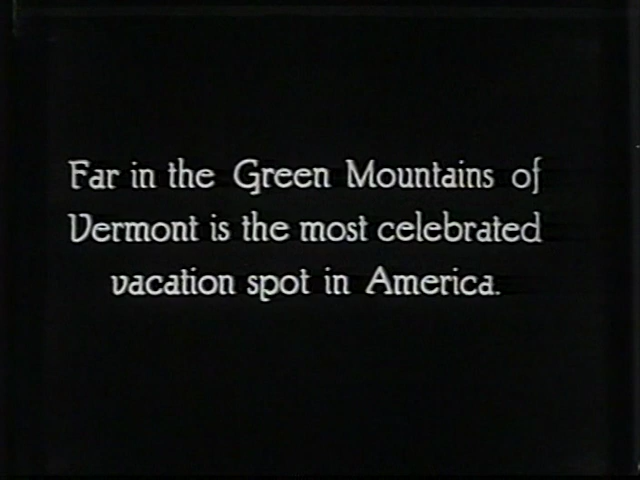 Far in the Green Mountains of
Vermont is the most celebrated
vacation spot in America.